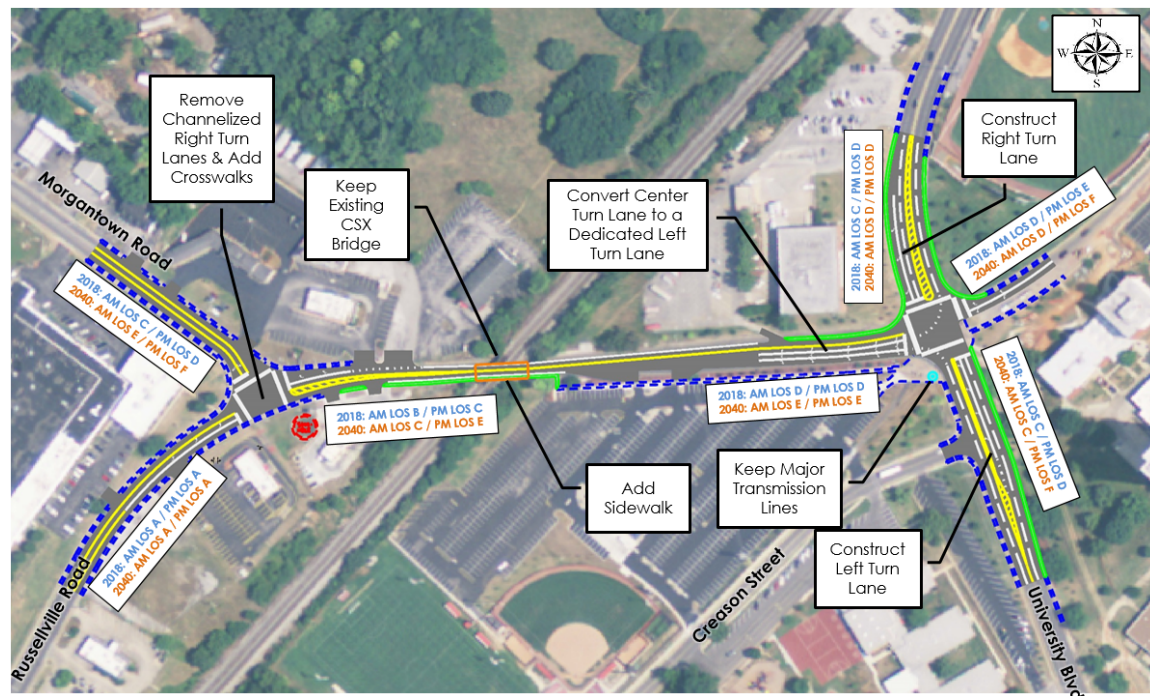 N
W
E
S
Remove
Channelized
Right Turn
Lanes & Add
Crosswalks
Keep
Existing
CSX
Bridge
Convert Center
Turn Lane to a
Dedicated Left
Turn Lane
Construct
Right Turn
Lane
Morgantown Road
2018: AM LOS C / PM LOS D
2040: AM LOS E / PM LOS F
2018: AM LOS C / PM LOS D
2040: AM LOS D / PM LOS D
2018: AM LOS D / PM LOS E
2040: AM LOS D / PM LOS F
2018: AM LOS B / PM LOS C
2040: AM LOS C / PM LOS E
2018: AM LOS D / PM LOS D
2040: AM LOS E / PM LOS E
2018: AM LOS C / PM LOS D
2040: AM LOS C / PM LOS F
2018: AM LOS A / PM LOS A
2040: AM LOS A / PM LOS A
Russellville Road
Add
Sidewalk
Keep Major
Transmission
Lines
Construct
Left Turn
Lane
Creason Street
University Blvd